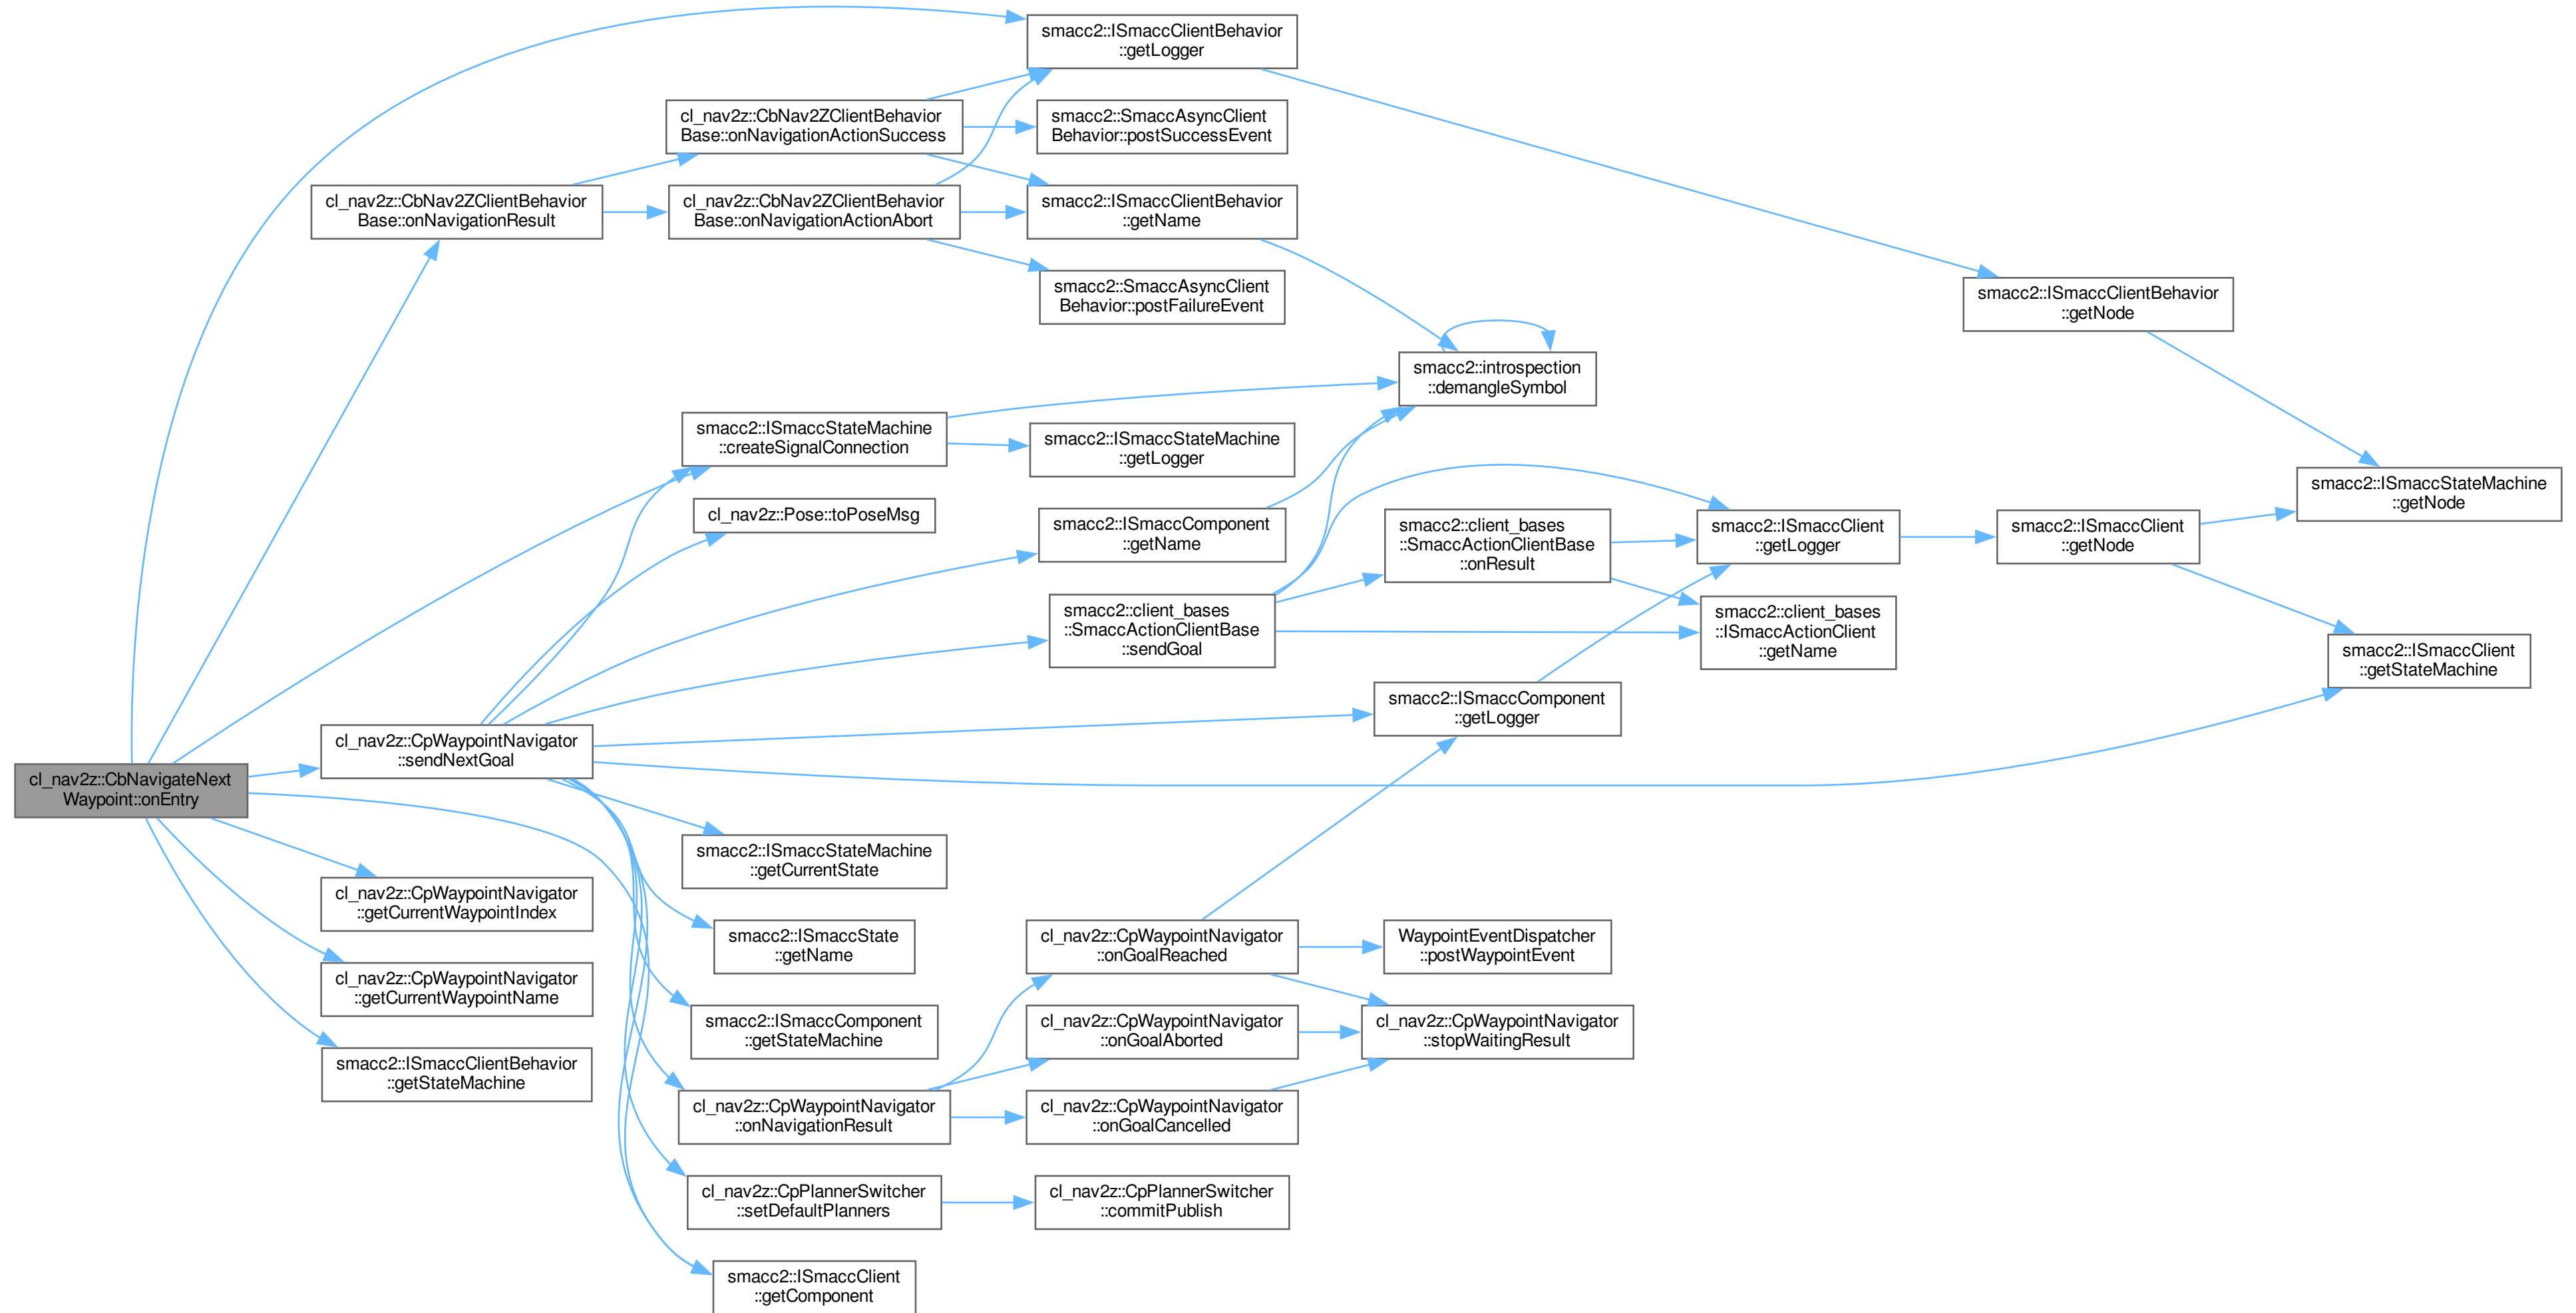 smacc2::ISmaccClientBehavior
::getLogger
cl_nav2z::CbNav2ZClientBehavior
Base::onNavigationActionSuccess
smacc2::SmaccAsyncClient
Behavior::postSuccessEvent
cl_nav2z::CbNav2ZClientBehavior
Base::onNavigationResult
cl_nav2z::CbNav2ZClientBehavior
Base::onNavigationActionAbort
smacc2::ISmaccClientBehavior
::getName
smacc2::SmaccAsyncClient
Behavior::postFailureEvent
smacc2::ISmaccClientBehavior
::getNode
smacc2::introspection
::demangleSymbol
smacc2::ISmaccStateMachine
::createSignalConnection
smacc2::ISmaccStateMachine
::getLogger
smacc2::ISmaccStateMachine
::getNode
cl_nav2z::Pose::toPoseMsg
smacc2::ISmaccComponent
::getName
smacc2::client_bases
::SmaccActionClientBase
::onResult
smacc2::ISmaccClient
::getLogger
smacc2::ISmaccClient
::getNode
smacc2::client_bases
::SmaccActionClientBase
::sendGoal
smacc2::client_bases
::ISmaccActionClient
::getName
smacc2::ISmaccClient
::getStateMachine
smacc2::ISmaccComponent
::getLogger
cl_nav2z::CpWaypointNavigator
::sendNextGoal
cl_nav2z::CbNavigateNext
Waypoint::onEntry
smacc2::ISmaccStateMachine
::getCurrentState
cl_nav2z::CpWaypointNavigator
::getCurrentWaypointIndex
smacc2::ISmaccState
::getName
cl_nav2z::CpWaypointNavigator
::onGoalReached
WaypointEventDispatcher
::postWaypointEvent
cl_nav2z::CpWaypointNavigator
::getCurrentWaypointName
smacc2::ISmaccComponent
::getStateMachine
cl_nav2z::CpWaypointNavigator
::onGoalAborted
cl_nav2z::CpWaypointNavigator
::stopWaitingResult
smacc2::ISmaccClientBehavior
::getStateMachine
cl_nav2z::CpWaypointNavigator
::onNavigationResult
cl_nav2z::CpWaypointNavigator
::onGoalCancelled
cl_nav2z::CpPlannerSwitcher
::setDefaultPlanners
cl_nav2z::CpPlannerSwitcher
::commitPublish
smacc2::ISmaccClient
::getComponent